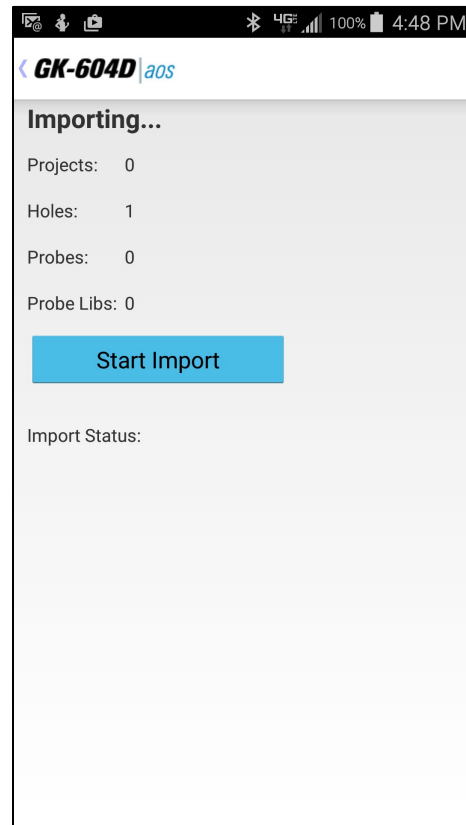 4G 100% 4:48 PM
GK-604D aos
Importing...
Projects: 0
Holes: 1
Probes: 0
Probe Libs: 0
Start Import
Import Status: